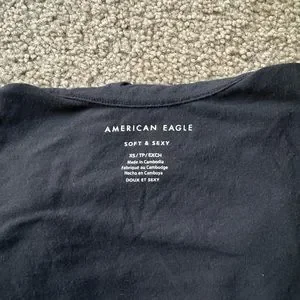 AMERICAN EAGLE
SOFT & SEXY
XS/TP/EXCH
Made in Cambodia
Fabriqué au Cambodge
Hecho en Camboya
DOUX ET SEXY